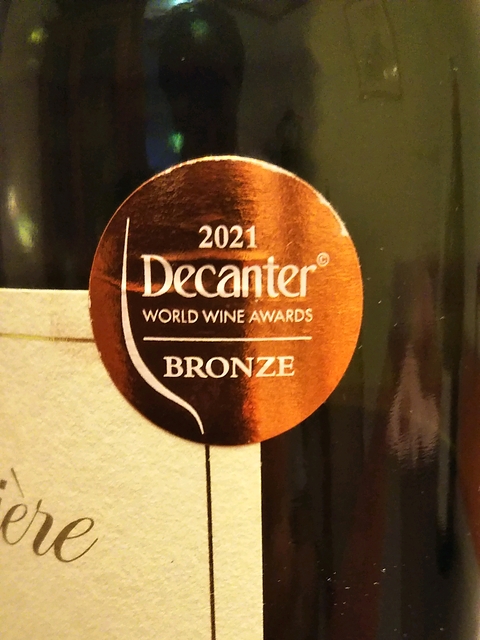 2021
Decanter©
WORLD WINE AWARDS
BRONZE
ière